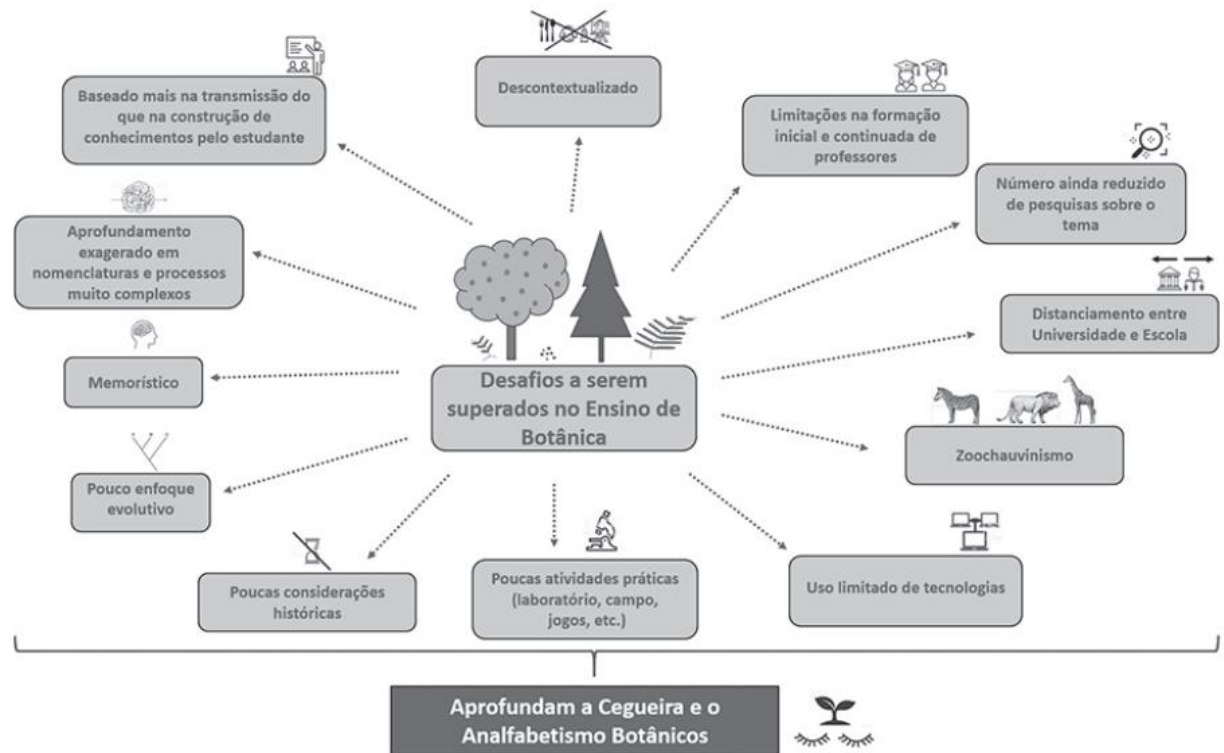 Baseado mais na transmissão do
que na construção de
conhecimentos pelo estudante
Descontextualizado
Limitações na formação
inicial e continuada de
professores
Número ainda reduzido
de pesquisas sobre o
tema
Aprofundamento
exagerado em
nomenclaturas e processos
muito complexos
Distanciamento entre
Universidade e Escola
Memorístico
Desafios a serem
superados no Ensino de
Botânica
Zoochauvinismo
Pouco enfoque
evolutivo
Poucas considerações
históricas
Poucas atividades práticas
(laboratório, campo,
jogos, etc.)
Uso limitado de tecnologias
Aprofundam a Cegueira e o
Analfabetismo Botânicos